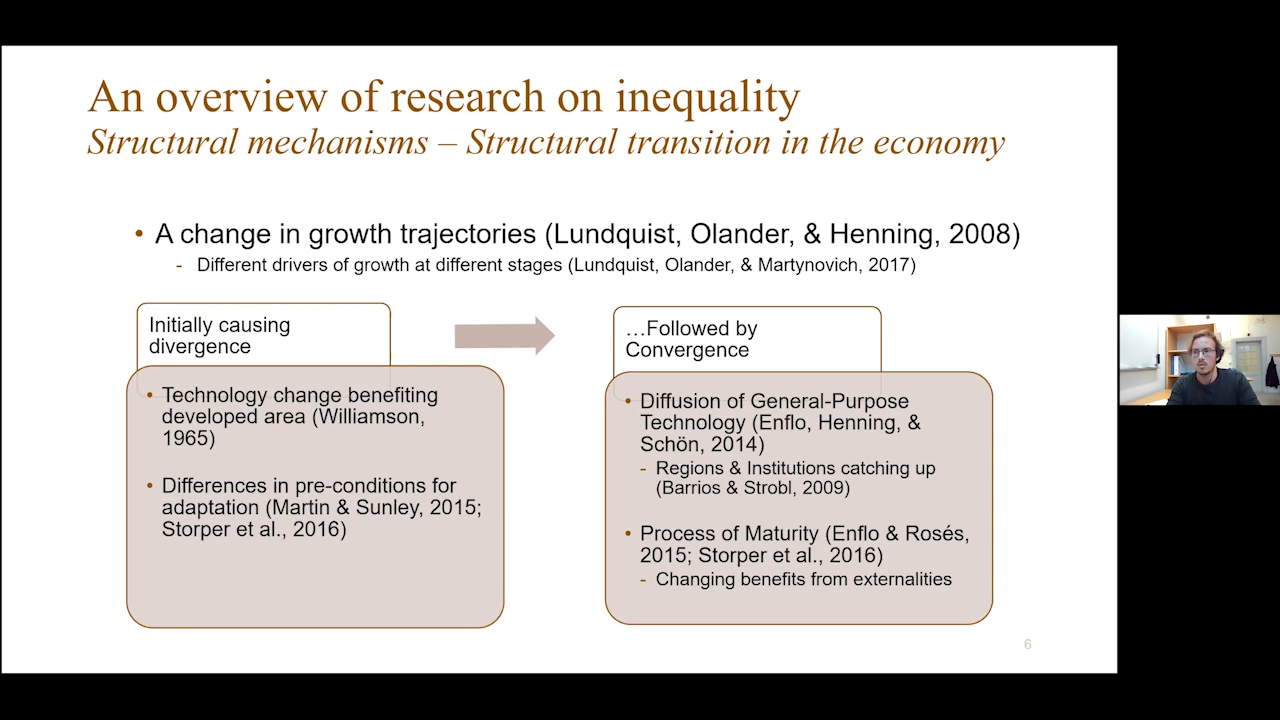 An overview of research on inequality
Structural mechanisms – Structural transition in the economy
• A change in growth trajectories (Lundquist, Olander, & Henning, 2008)
- Different drivers of growth at different stages (Lundquist, Olander, & Martynovich, 2017)
Initially causing
divergence
• Technology change benefiting
developed area (Williamson,
1965)
• Differences in pre-conditions for
adaptation (Martin & Sunley, 2015;
Storper et al., 2016)
…Followed by
Convergence
• Diffusion of General-Purpose
Technology (Enflo, Henning, &
Schön, 2014)
- Regions & Institutions catching up
(Barrios & Strobl, 2009)
• Process of Maturity (Enflo & Rosés,
2015; Storper et al., 2016)
- Changing benefits from externalities
6